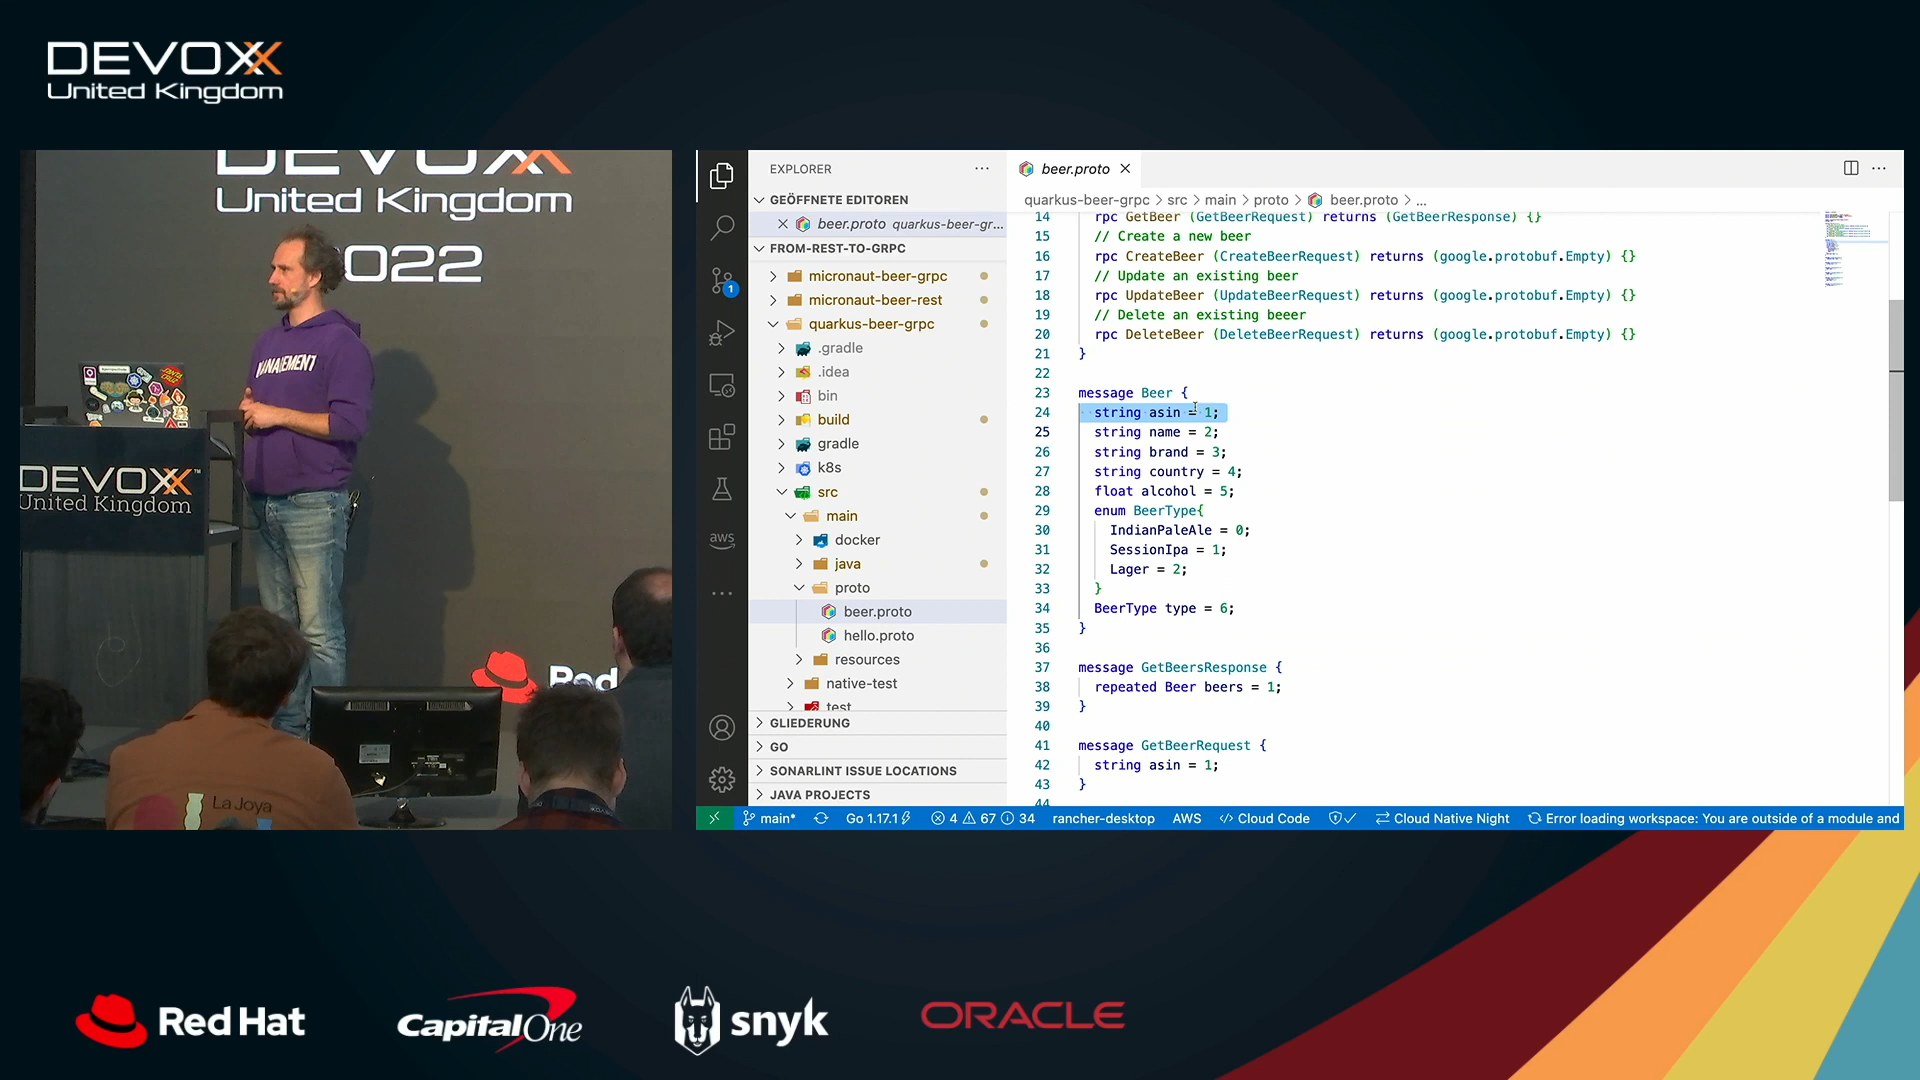 DEVOXX
United Kingdom
DEVOXX
United Kingdom
2022
MANAGEMENT
DEVOXX™
United Kingdom
Red
La Joya
EXPLORER
GEÖFFNETE EDITOREN
beer.proto quarkus-beer-gr...
FROM-REST-TO-GRPC
micronaut-beer-grpc
micronaut-beer-rest
quarkus-beer-grpc
.gradle
.idea
bin
build
gradle
k8s
src
main
docker
java
proto
beer.proto
hello.proto
resources
native-test
test
GLIEDERUNG
GO
SONARLINT ISSUE LOCATIONS
JAVA PROJECTS
1
aws
beer.proto
quarkus-beer-grpc > src > main > proto > beer.proto > ...
14 rpc GetBeer (GetBeerRequest) returns (GetBeerResponse) {}
15 // Create a new beer
16 rpc CreateBeer (CreateBeerRequest) returns (google.protobuf.Empty) {}
17 // Update an existing beer
18 rpc UpdateBeer (UpdateBeerRequest) returns (google.protobuf.Empty) {}
19 // Delete an existing beeer
20 rpc DeleteBeer (DeleteBeerRequest) returns (google.protobuf.Empty) {}
21 }
22
23 message Beer {
24 string asin = 1;
25 string name = 2;
26 string brand = 3;
27 string country = 4;
28 float alcohol = 5;
29 enum BeerType{
30 IndianPaleAle = 0;
31 SessionIpa = 1;
32 Lager = 2;
33 }
34 BeerType type = 6;
35 }
36
37 message GetBeersResponse {
38 repeated Beer beers = 1;
39 }
40
41 message GetBeerRequest {
42 string asin = 1;
43 }
44
main* Go 1.17.1 4 67 34 rancher-desktop AWS Cloud Code Cloud Native Night Error loading workspace: You are outside of a module and
Red Hat
Capital One
snyk
ORACLE